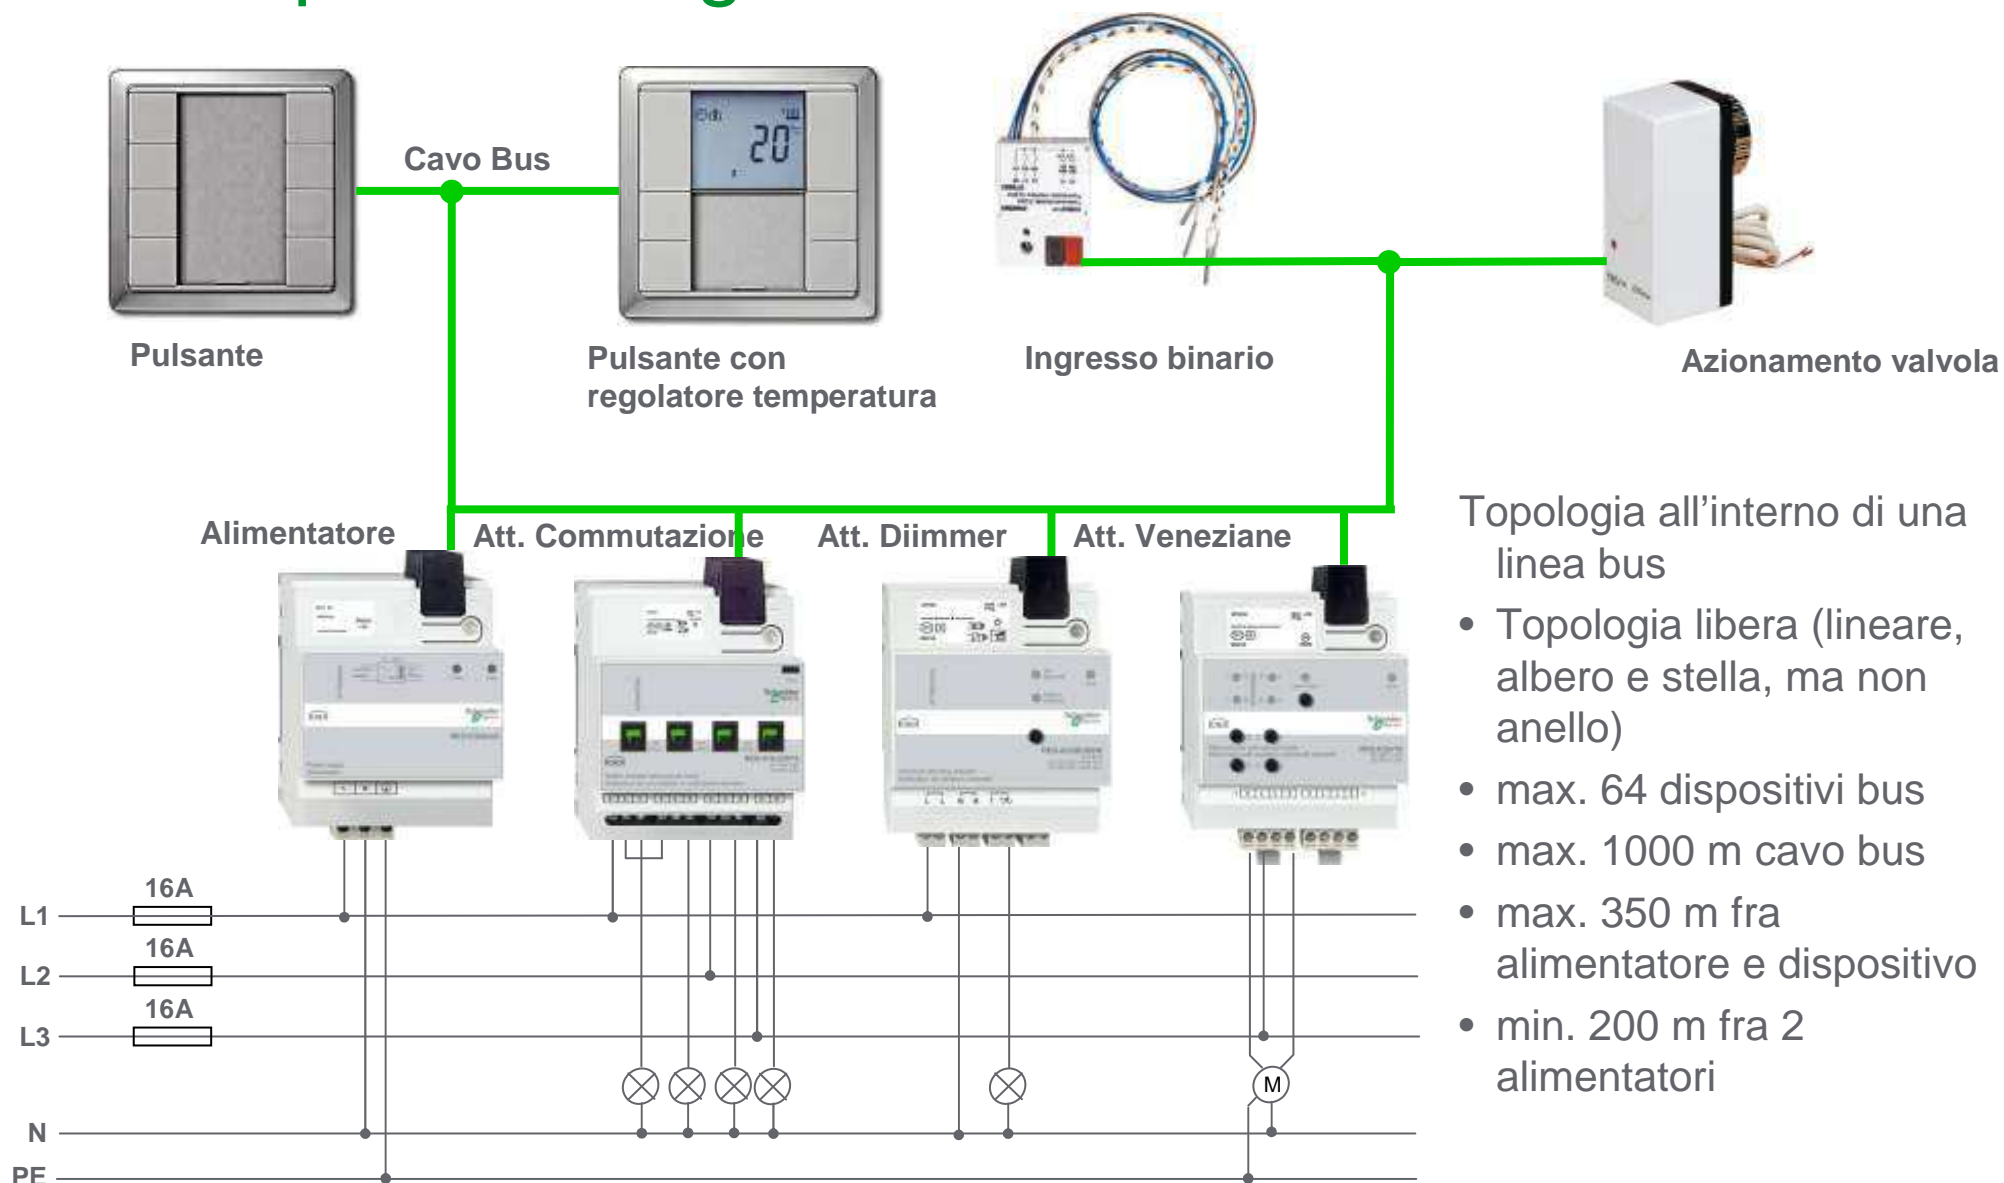 Cavo Bus
20
Pulsante
Pulsante con
regolatore temperatura
Ingresso binario
Azionamento valvola
Alimentatore
Att. Commutazione
Att. Diimmer
Att. Veneziane
Topologia all’interno di una
linea bus
• Topologia libera (lineare,
albero e stella, ma non
anello)
• max. 64 dispositivi bus
• max. 1000 m cavo bus
• max. 350 m fra
alimentatore e dispositivo
• min. 200 m fra 2
alimentatori
16A
L1
16A
L2
16A
L3
M
N
PE